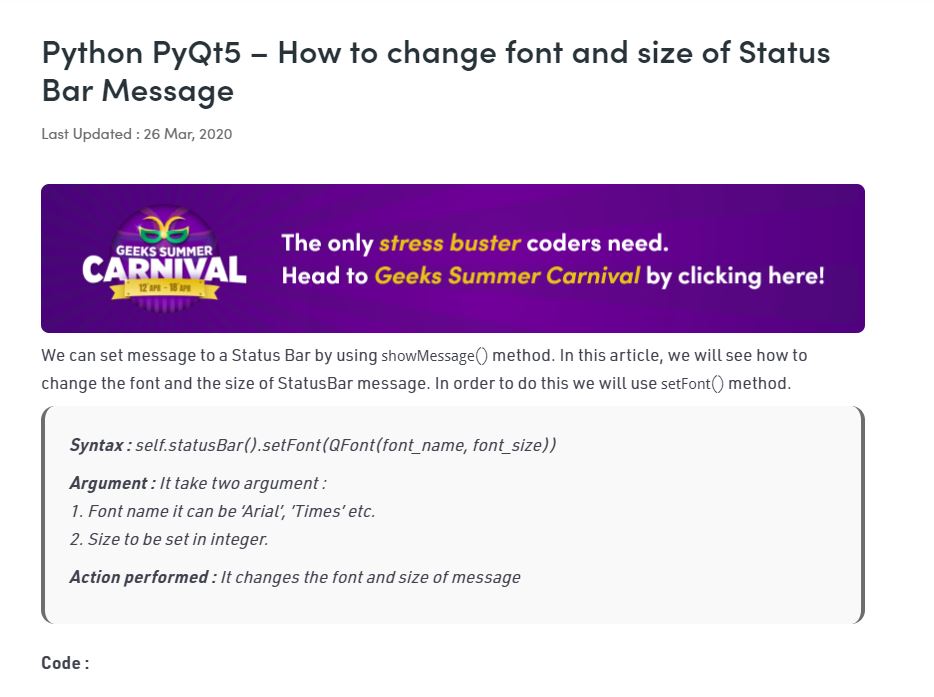 Python PyQt5 – How to change font and size of Status
Bar Message
Last Updated : 26 Mar, 2020
GEEKS SUMMER
CARNIVAL
12 APR - 18 APR
The only stress buster coders need.
Head to Geeks Summer Carnival by clicking here!
We can set message to a Status Bar by using showMessage() method. In this article, we will see how to
change the font and the size of StatusBar message. In order to do this we will use setFont() method.
Syntax : self.statusBar().setFont(QFont(font_name, font_size))
Argument : It take two argument :
1. Font name it can be ‘Arial’, ‘Times’ etc.
2. Size to be set in integer.
Action performed : It changes the font and size of message
Code :